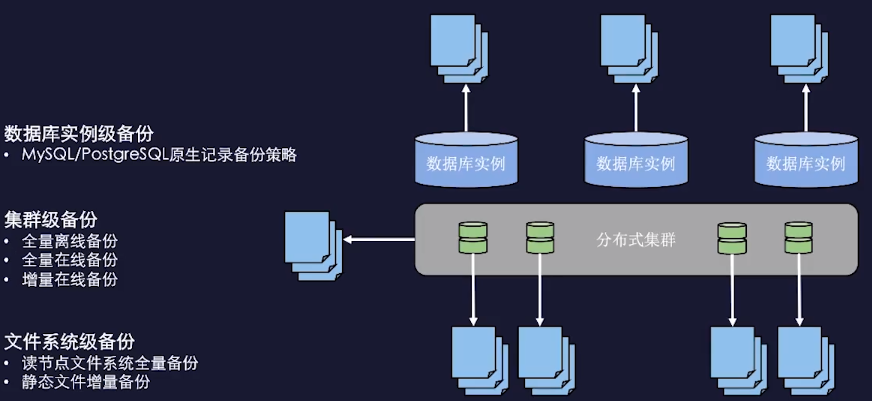 数据库实例级备份
• MySQL/PostgreSQL原生记录备份策略
数据库实例
数据库实例
数据库实例
集群级备份
• 全量离线备份
• 全量在线备份
• 增量在线备份
分布式集群
文件系统级备份
• 读节点文件系统全量备份
• 静态文件增量备份